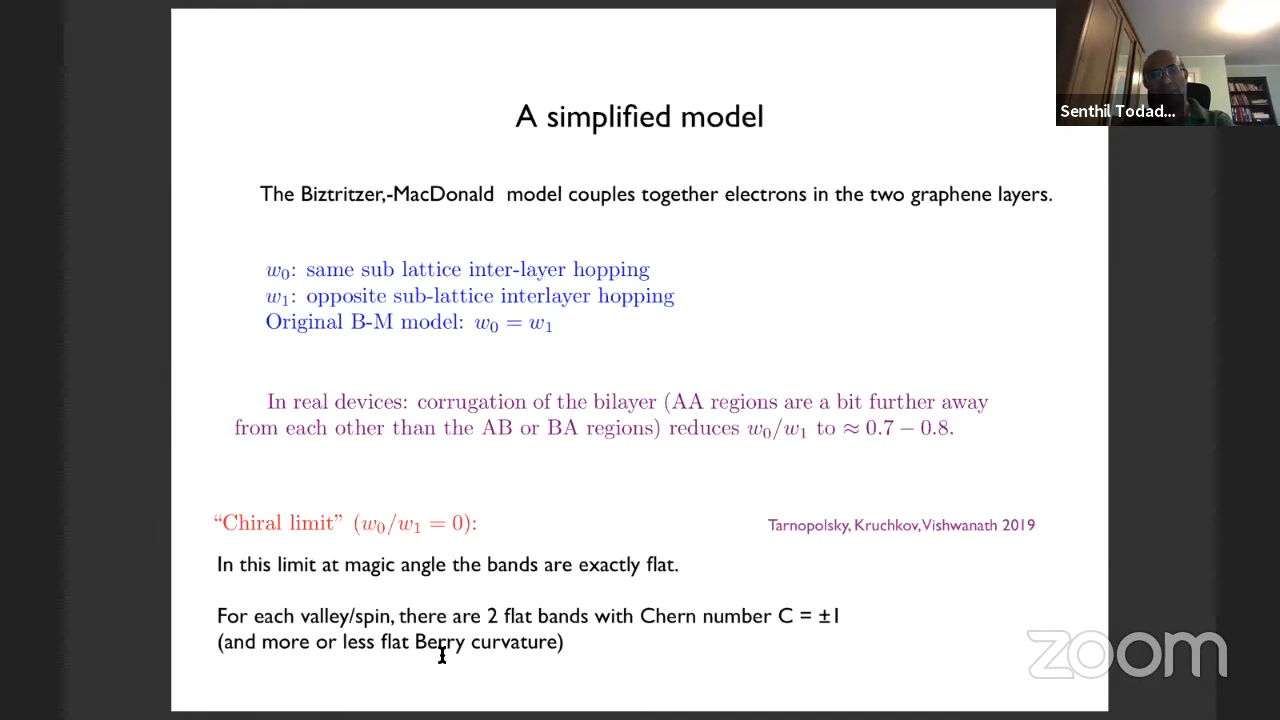 Senthil Todad...
A simplified model
The Biztritzer,-MacDonald model couples together electrons in the two graphene layers.
w₀: same sub lattice inter-layer hopping
w₁: opposite sub-lattice interlayer hopping
Original B-M model: w₀ = w₁
In real devices: corrugation of the bilayer (AA regions are a bit further away
from each other than the AB or BA regions) reduces w₀/w₁ to ≈ 0.7 − 0.8.
“Chiral limit” (w₀/w₁ = 0):
Tarnopolsky, Kruchkov, Vishwanath 2019
In this limit at magic angle the bands are exactly flat.
For each valley/spin, there are 2 flat bands with Chern number C = ±1
(and more or less flat Berry curvature)
zoom